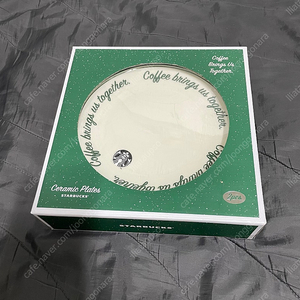 Coffee
Brings Us
Together.
Coffee brings us together.
Coffee brings us together.
Coffee brings us together.
Ceramic Plates
STARBUCKS
2pcs
STARBUCKS